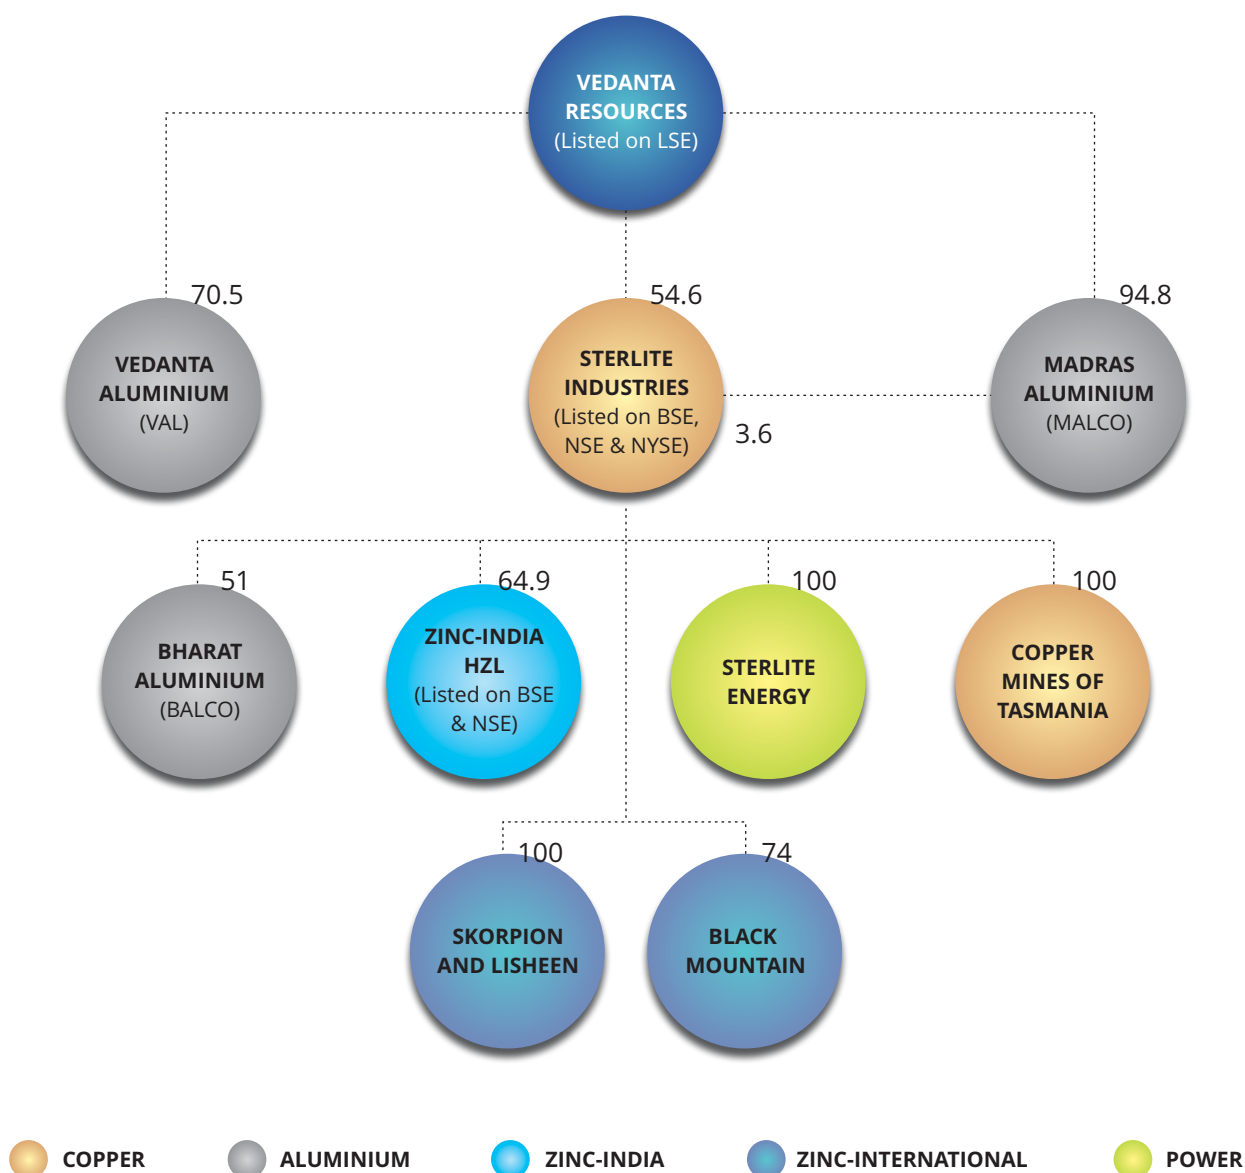 VEDANTA
RESOURCES
(Listed on LSE)
70.5
54.6
94.8
VEDANTA
ALUMINIUM
(VAL)
STERLITE
INDUSTRIES
(Listed on BSE,
NSE & NYSE)
3.6
MADRAS
ALUMINIUM
(MALCO)
51
64.9
100
100
BHARAT
ALUMINIUM
(BALCO)
ZINC-INDIA
HZL
(Listed on BSE
& NSE)
STERLITE
ENERGY
COPPER
MINES OF
TASMANIA
100
74
SKORPION
AND LISHEEN
BLACK
MOUNTAIN
COPPER
ALUMINIUM
ZINC-INDIA
ZINC-INTERNATIONAL
POWER